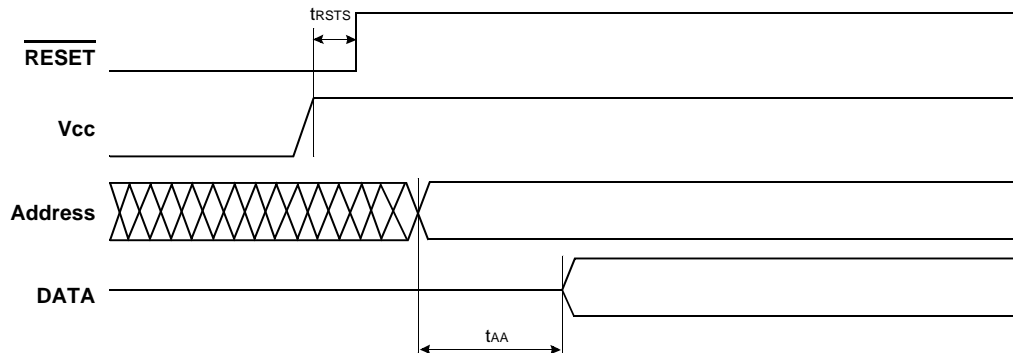 tRSTS
RESET
Vcc
Address
DATA
tAA